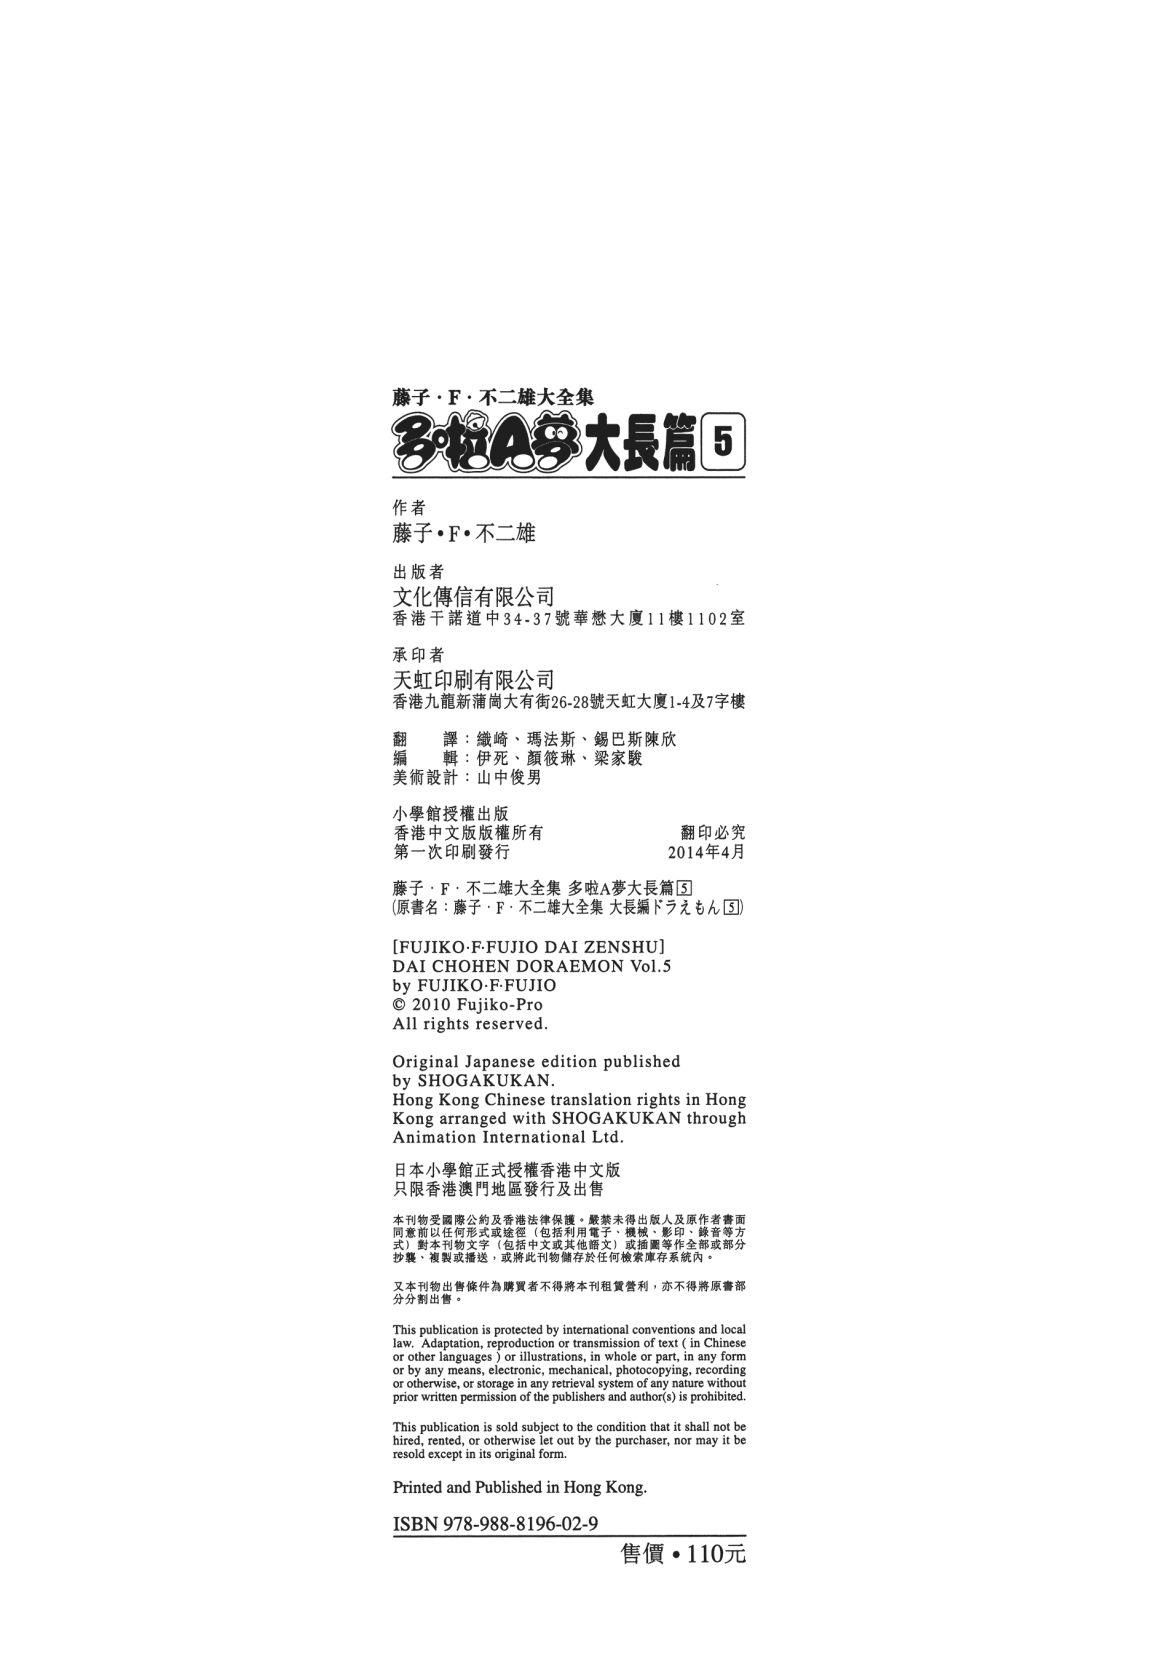 藤子・F・不二雄大全集
多啦A夢大長篇 5
作者
藤子•F•不二雄
出版者
文化傳信有限公司
香港干諾道中34-37號華懋大廈11樓1102室
承印者
天虹印刷有限公司
香港九龍新蒲崗大有街26-28號天虹大廈1-4及7字樓
翻　　譯：織崎、瑪法斯、錫巴斯陳欣
編　　輯：伊死、顏筱琳、梁家駿
美術設計：山中俊男
小學館授權出版
香港中文版版權所有　翻印必究
第一次印刷發行　2014年4月
藤子・F・不二雄大全集 多啦A夢大長篇5
(原書名：藤子・F・不二雄大全集 大長編ドラえもん5)
[FUJIKO·F·FUJIO DAI ZENSHU]
DAI CHOHEN DORAEMON Vol.5
by FUJIKO·F·FUJIO
© 2010 Fujiko-Pro
All rights reserved.
Original Japanese edition published
by SHOGAKUKAN.
Hong Kong Chinese translation rights in Hong
Kong arranged with SHOGAKUKAN through
Animation International Ltd.
日本小學館正式授權香港中文版
只限香港澳門地區發行及出售
本刊物受國際公約及香港法律保護。嚴禁未得出版人及原作者書面
同意前以任何形式或途徑（包括利用電子、機械、影印、錄音等方
式）對本刊物文字（包括中文或其他語文）或插圖等作全部或部分
抄襲、複製或播送，或將此刊物儲存於任何檢索庫存系統內。
又本刊物出售條件為購買者不得將本刊租賃營利，亦不得將原書部
分分割出售。
This publication is protected by international conventions and local
law. Adaptation, reproduction or transmission of text ( in Chinese
or other languages ) or illustrations, in whole or part, in any form
or by any means, electronic, mechanical, photocopying, recording
or otherwise, or storage in any retrieval system of any nature without
prior written permission of the publishers and author(s) is prohibited.
This publication is sold subject to the condition that it shall not be
hired, rented, or otherwise let out by the purchaser, nor may it be
resold except in its original form.
Printed and Published in Hong Kong.
ISBN 978-988-8196-02-9
售價•110元